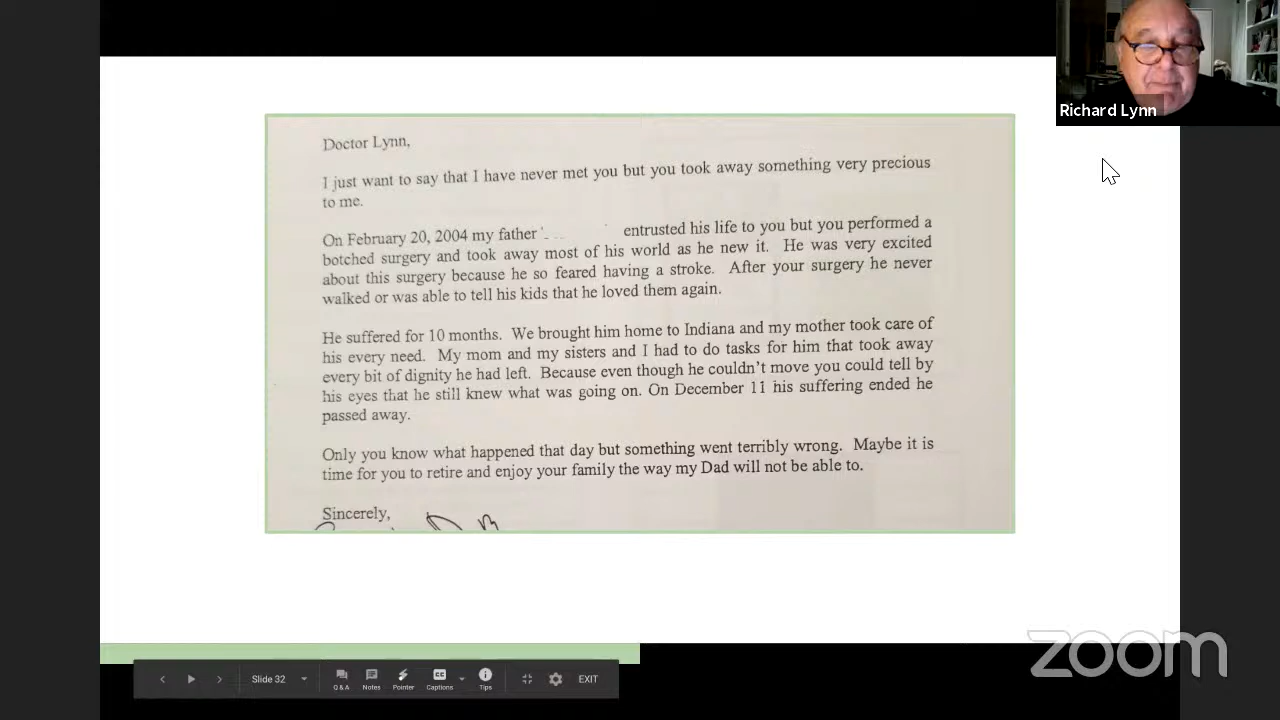 Richard Lynn
Doctor Lynn,
I just want to say that I have never met you but you took away something very precious
to me.
On February 20, 2004 my father entrusted his life to you but you performed a
botched surgery and took away most of his world as he new it. He was very excited
about this surgery because he so feared having a stroke. After your surgery he never
walked or was able to tell his kids that he loved them again.
He suffered for 10 months. We brought him home to Indiana and my mother took care of
his every need. My mom and my sisters and I had to do tasks for him that took away
every bit of dignity he had left. Because even though he couldn't move you could tell by
his eyes that he still knew what was going on. On December 11 his suffering ended he
passed away.
Only you know what happened that day but something went terribly wrong. Maybe it is
time for you to retire and enjoy your family the way my Dad will not be able to.
Sincerely,
zoom
Slide 32
Q & A
Notes
Pointer
CC
Captions
Tips
EXIT